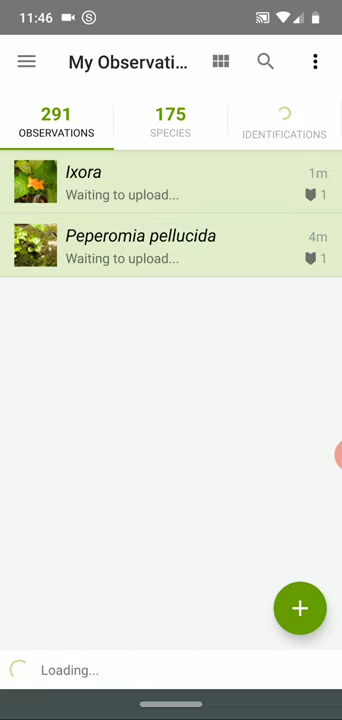 11:46
My Observati...
291
OBSERVATIONS
175
SPECIES
IDENTIFICATIONS
Ixora
1m
Waiting to upload...
1
Peperomia pellucida
4m
Waiting to upload...
1
Loading...